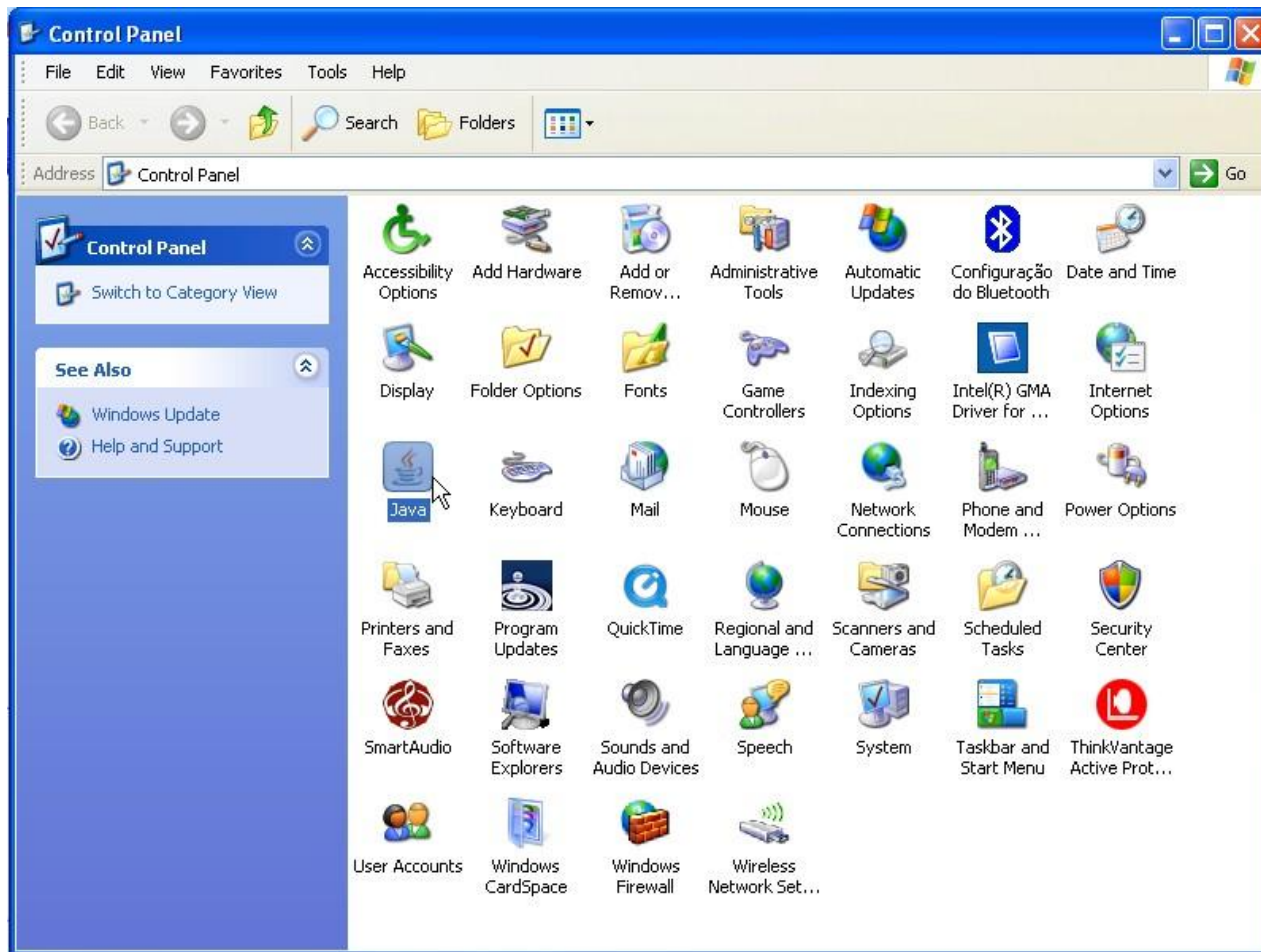 Control Panel
File Edit View Favorites Tools Help
Back Search Folders
Address Control Panel Go
Control Panel
Switch to Category View
See Also
Windows Update
Help and Support
Accessibility Options
Add Hardware
Add or Remov...
Administrative Tools
Automatic Updates
Configuração do Bluetooth
Date and Time
Display
Folder Options
Fonts
Game Controllers
Indexing Options
Intel(R) GMA Driver for ...
Internet Options
Java
Keyboard
Mail
Mouse
Network Connections
Phone and Modem ...
Power Options
Printers and Faxes
Program Updates
QuickTime
Regional and Language ...
Scanners and Cameras
Scheduled Tasks
Security Center
SmartAudio
Software Explorers
Sounds and Audio Devices
Speech
System
Taskbar and Start Menu
ThinkVantage Active Prot...
User Accounts
Windows CardSpace
Windows Firewall
Wireless Network Set...